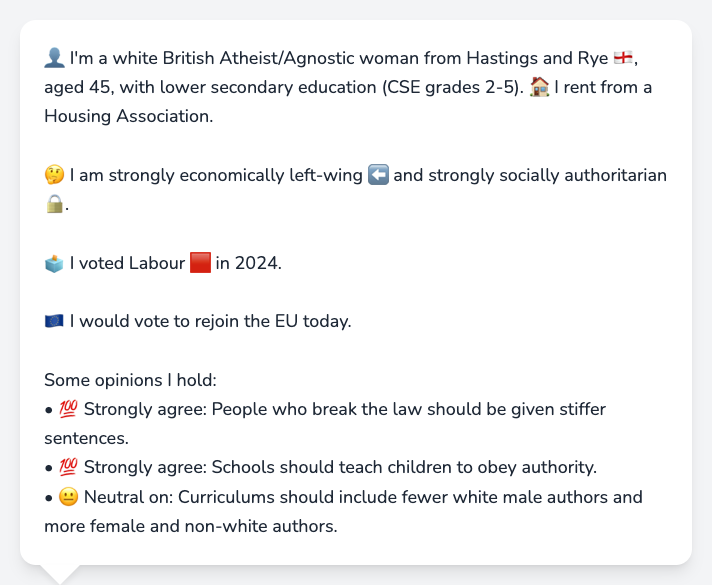 👤 I'm a white British Atheist/Agnostic woman from Hastings and Rye 🏴󠁧󠁢󠁥󠁮󠁧󠁿,
aged 45, with lower secondary education (CSE grades 2-5). 🏠 I rent from a
Housing Association.
🤔 I am strongly economically left-wing ⬅️ and strongly socially authoritarian
🔒.
🗳️ I voted Labour 🟥 in 2024.
🇪🇺 I would vote to rejoin the EU today.
Some opinions I hold:
• 💯 Strongly agree: People who break the law should be given stiffer
sentences.
• 💯 Strongly agree: Schools should teach children to obey authority.
• 😐 Neutral on: Curriculums should include fewer white male authors and
more female and non-white authors.